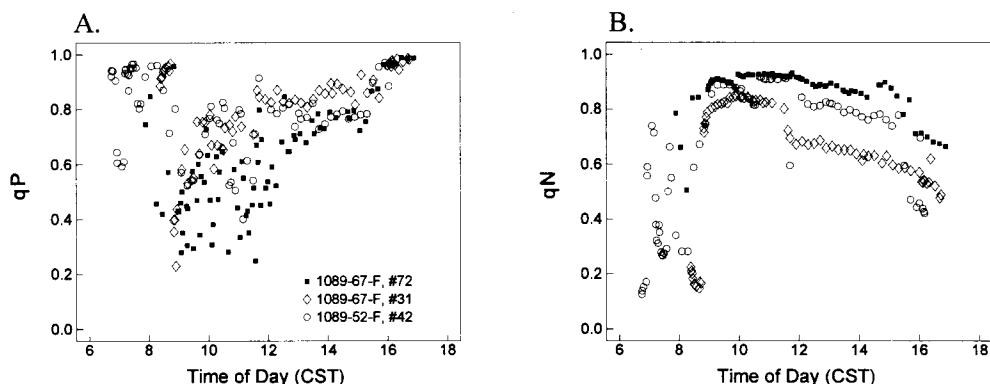 A.
1.0
0.8
0.6
0.4
0.2
0.0
qP
6 8 10 12 14 16 18
Time of Day (CST)
1089-67-F, #72
1089-67-F, #31
1089-52-F, #42
B.
1.0
0.8
0.6
0.4
0.2
0.0
qN
6 8 10 12 14 16 18
Time of Day (CST)